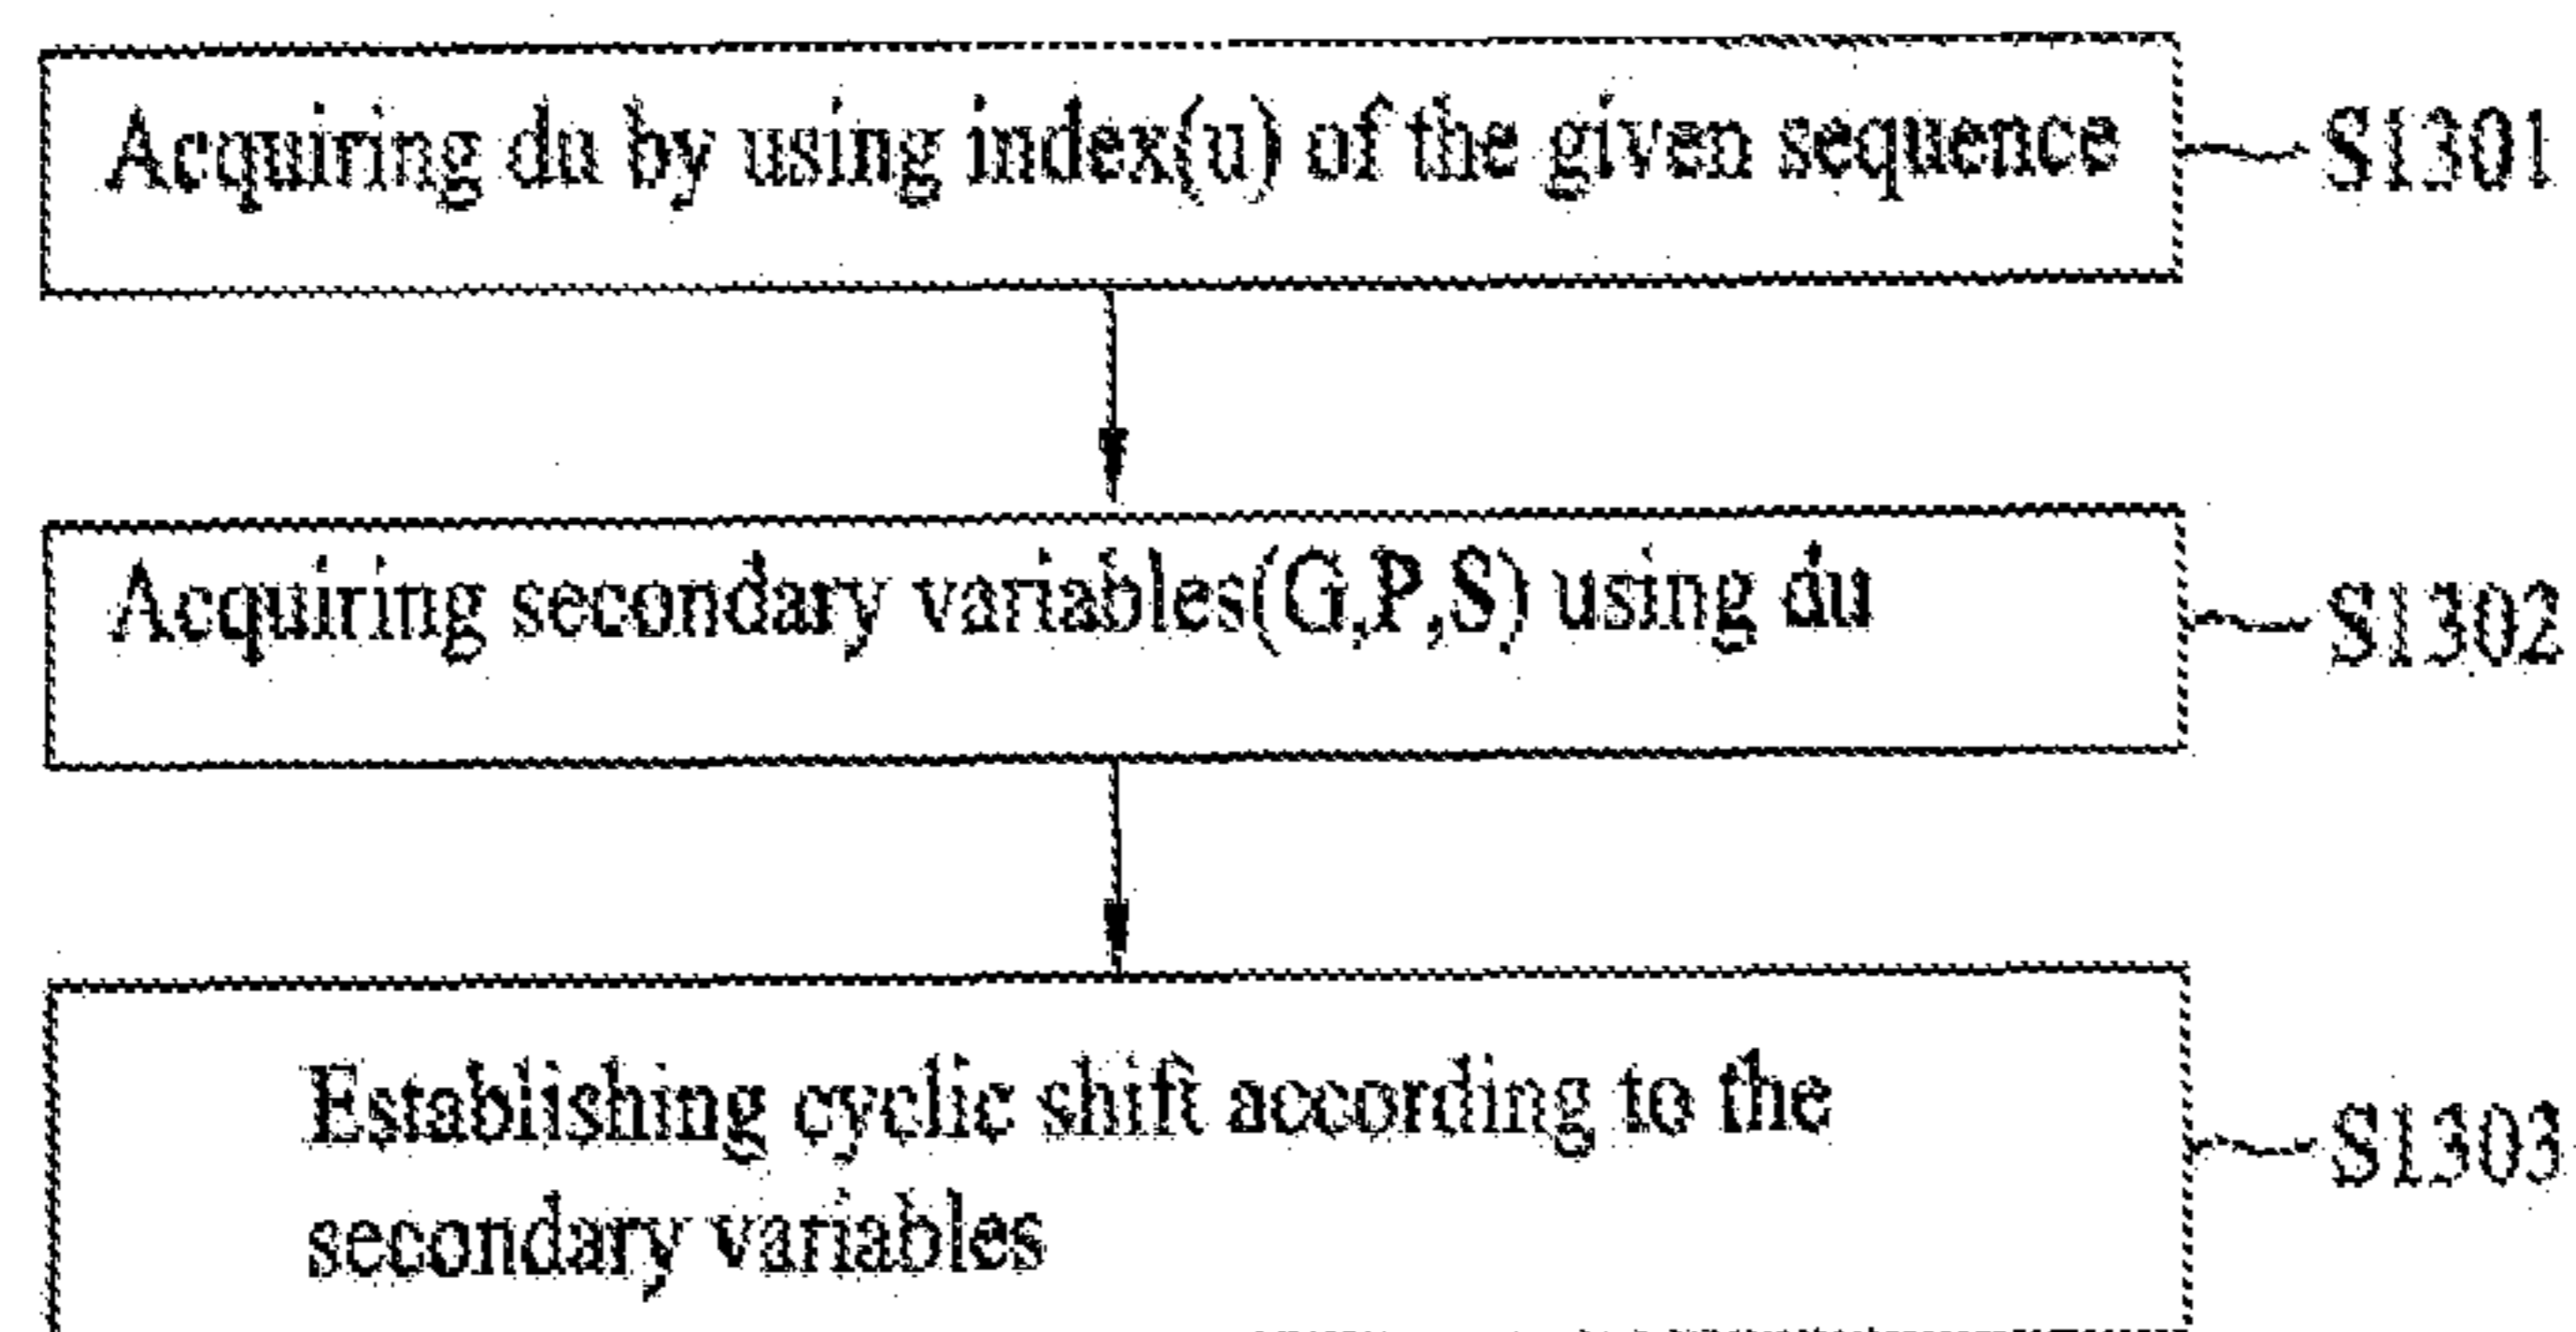 Acquiring du by using index(u) of the given sequence
S1301
Acquiring secondary variables(G,P,S) using du
S1302
Establishing cyclic shift according to the
secondary variables
S1303